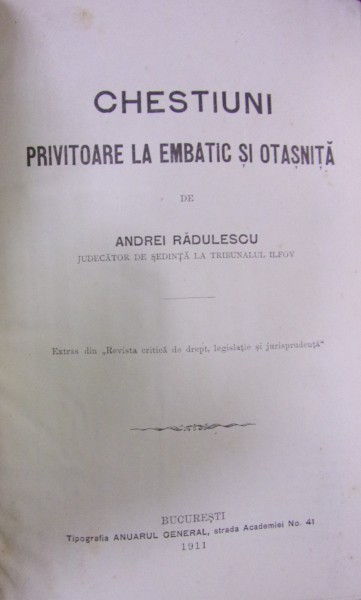 CHESTIUNI
PRIVITOARE LA EMBATIC ȘI OTAȘNIȚĂ
DE
ANDREI RĂDULESCU
JUDECĂTOR DE ȘEDINȚĂ LA TRIBUNALUL ILFOV
Extras din „Revista critică de drept, legislație și jurisprudență“
BUCUREȘTI
Tipografia ANUARUL GENERAL, strada Academiei No. 41
1911